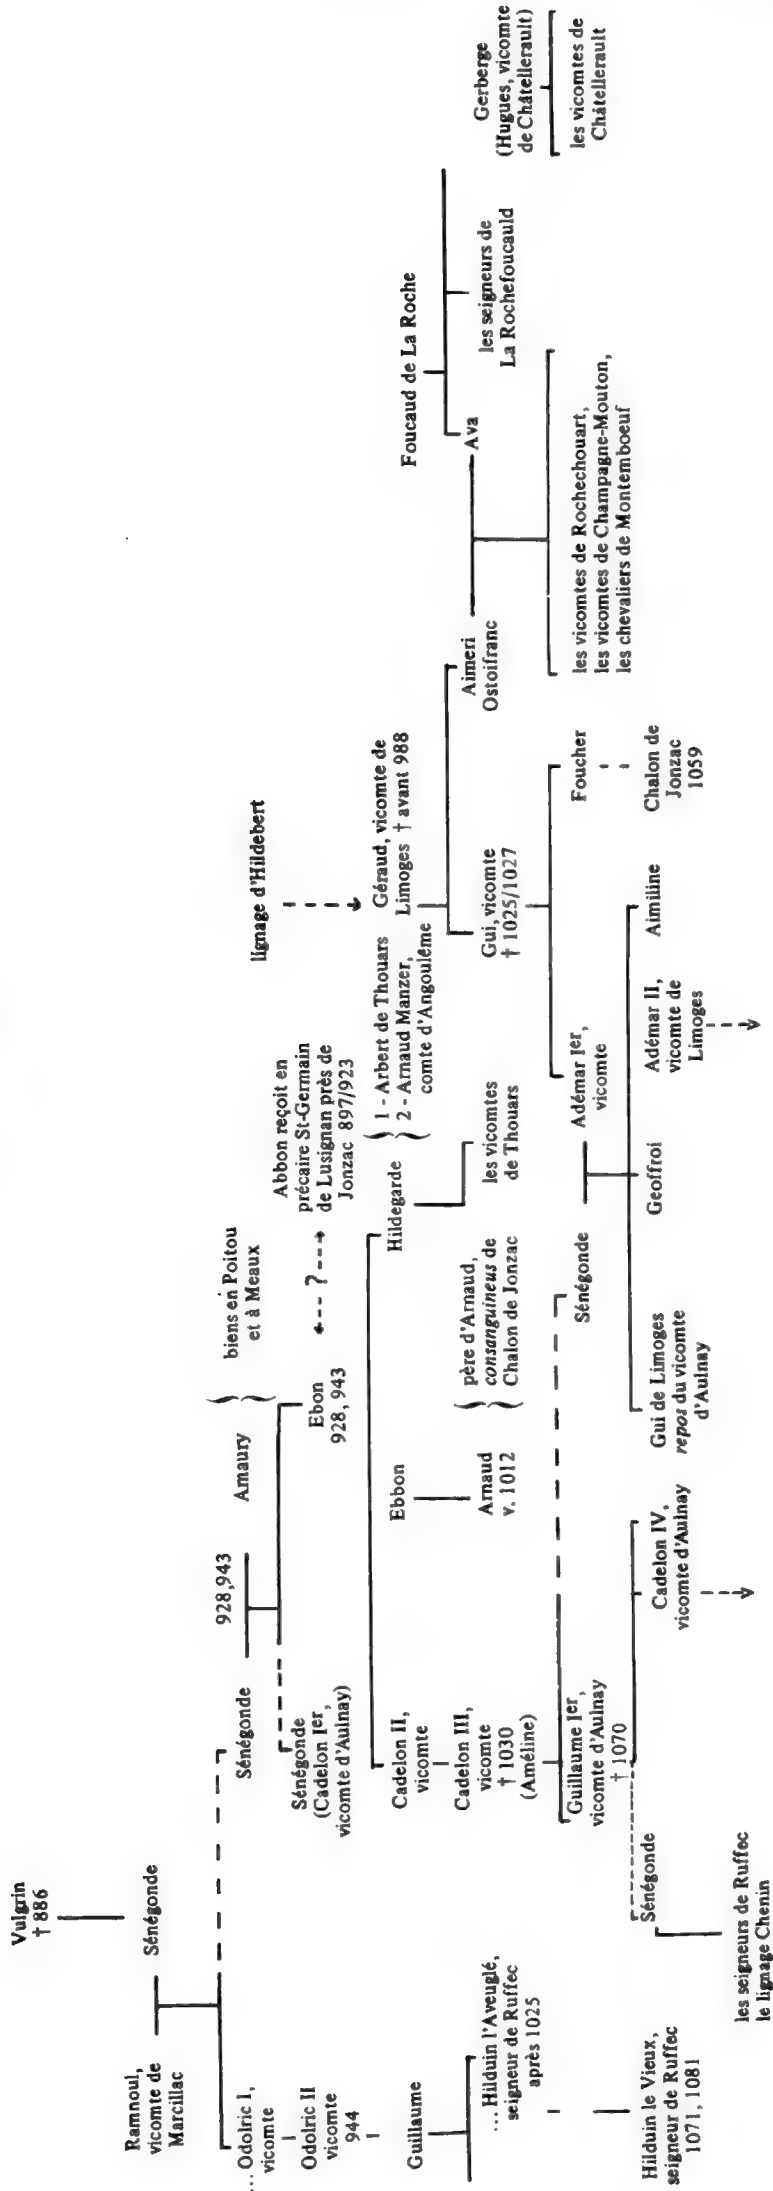 Vulgrin
† 886
Ramnoul,
vicomte de
Marcillac
Sénégonde
... Odolric I,
vicomte
Odolric II
vicomte
944
Guillaume
... Hilduin l'Aveuglé,
seigneur de Ruffec
après 1025
Hilduin le Vieux,
seigneur de Ruffec
1071, 1081
Sénégonde
928,943
Amaury
} biens en Poitou
et à Meaux
Sénégonde
(Cadelon Ier,
vicomte d'Aulnay)
Ebon
928, 943
?
Abbon reçoit en
précaire St-Germain
de Lusignan près de
Jonzac 897/923
Cadelon II,
vicomte
Cadelon III,
vicomte
† 1030
(Améline)
Ebbon
Arnaud
v. 1012
} père d'Arnaud,
consanguineus de
Chalon de Jonzac
Hildegarde
} 1 - Arbert de Thouars
2 - Arnaud Manzer,
comte d'Angoulême
les vicomtes
de Thouars
Guillaume Ier,
vicomte d'Aulnay
† 1070
Sénégonde
Sénégonde
les seigneurs de Ruffec
le lignage Chenin
Cadelon IV,
vicomte d'Aulnay
lignage d'Hildebert
Géraud, vicomte de
Limoges † avant 988
Gui, vicomte
† 1025/1027
Aimeri
Ostoifranc
Adémar Ier,
vicomte
Foucher
Chalon de
Jonzac
1059
Gui de Limoges
repos du vicomte
d'Aulnay
Geoffroi
Adémar II,
vicomte de
Limoges
Aimiline
Foucaud de La Roche
Ava
les seigneurs de
La Rochefoucauld
Gerberge
(Hugues, vicomte
de Châtellerault)
les vicomtes de
Châtellerault
les vicomtes de Rochechouart,
les vicomtes de Champagne-Mouton,
les chevaliers de Montemboeuf